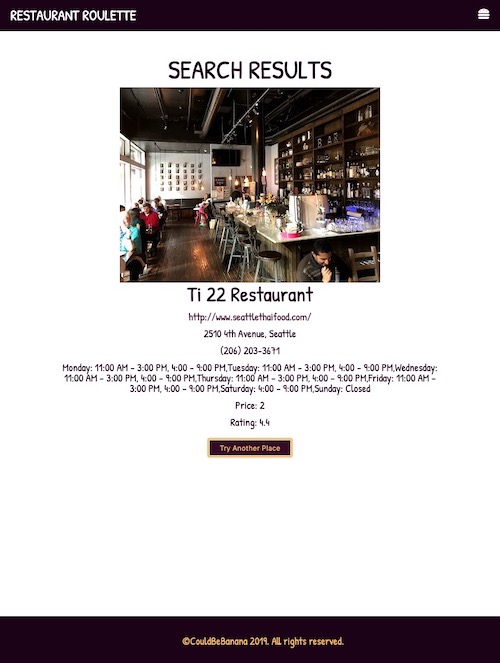 RESTAURANT ROULETTE
SEARCH RESULTS
BAR
Ti 22 Restaurant
http://www.seattlethaifood.com/
2510 4th Avenue, Seattle
(206) 203-3671
Monday: 11:00 AM – 3:00 PM, 4:00 – 9:00 PM,Tuesday: 11:00 AM – 3:00 PM, 4:00 – 9:00 PM,Wednesday:
11:00 AM – 3:00 PM, 4:00 – 9:00 PM,Thursday: 11:00 AM – 3:00 PM, 4:00 – 9:00 PM,Friday: 11:00 AM –
3:00 PM, 4:00 – 9:00 PM,Saturday: 4:00 – 9:00 PM,Sunday: Closed
Price: 2
Rating: 4.4
Try Another Place
©CouldBeBanana 2019. All rights reserved.